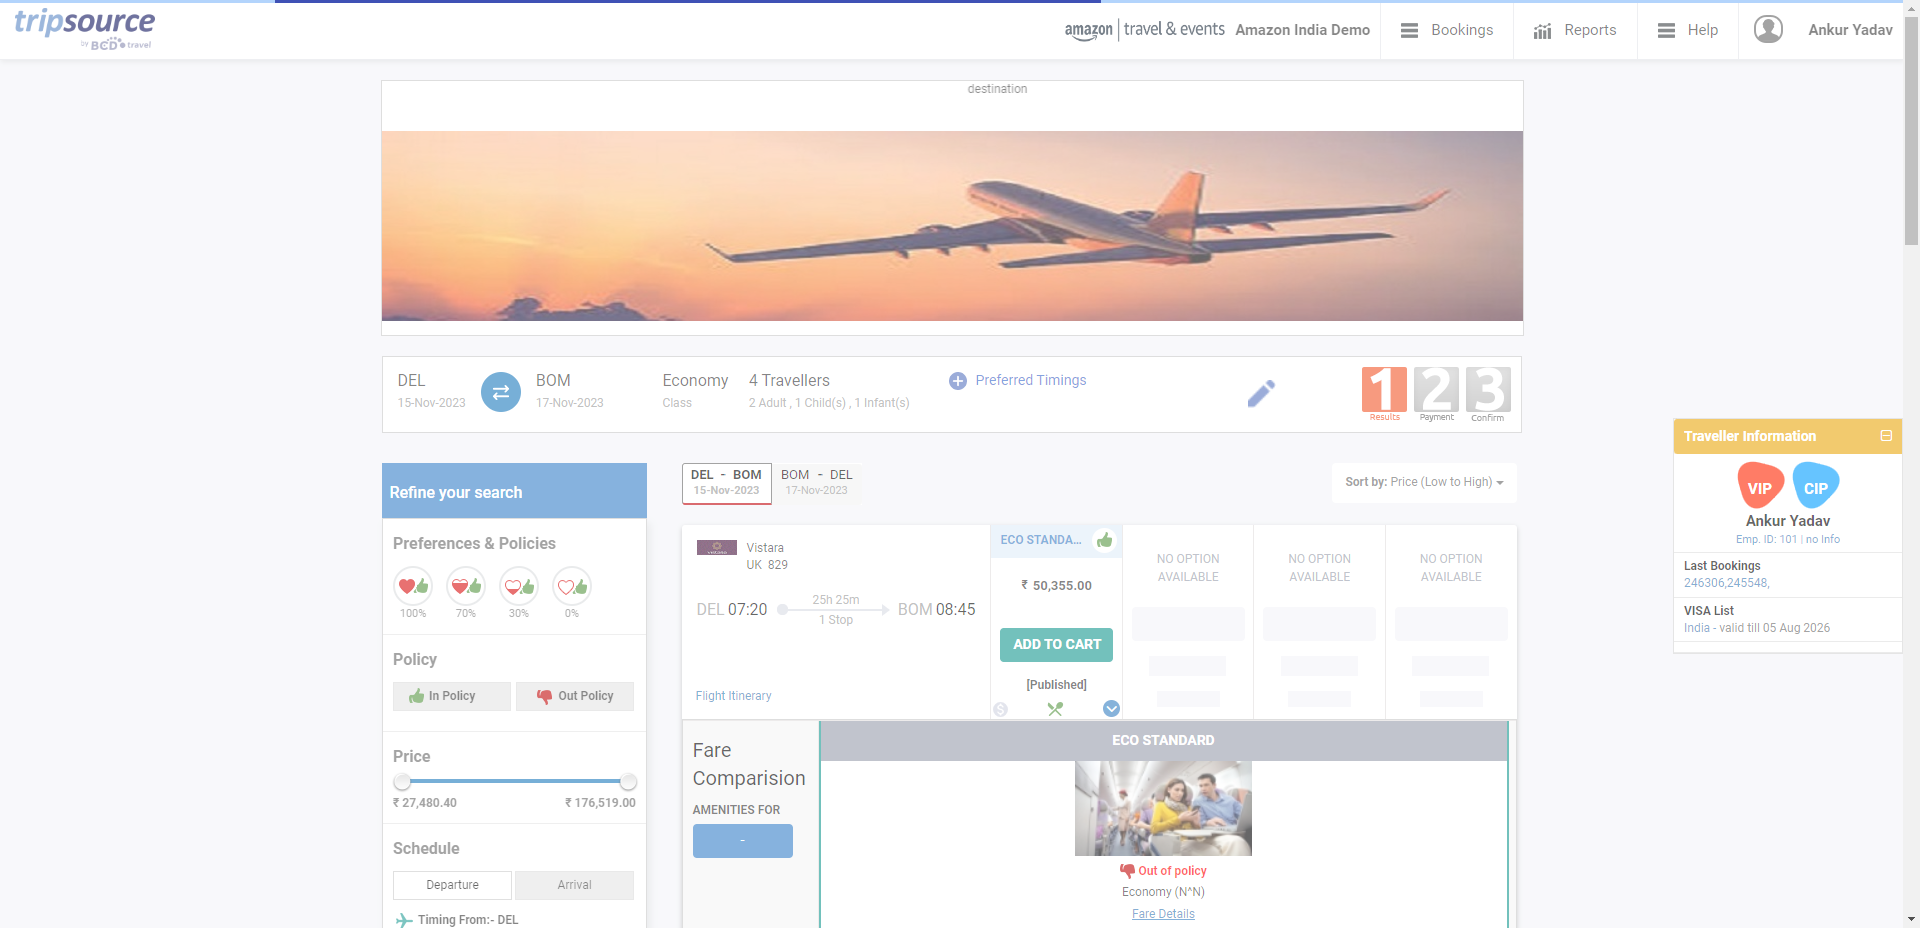 tripsource
by BCD travel
amazon | travel & events Amazon India Demo
Bookings
Reports
Help
Ankur Yadav
destination
DEL
15-Nov-2023
BOM
17-Nov-2023
Economy
Class
4 Travellers
2 Adult , 1 Child(s) , 1 Infant(s)
Preferred Timings
1
Results
2
Payment
3
Confirm
Traveller Information
VIP
CIP
Ankur Yadav
Emp. ID: 101 | no Info
Last Bookings
246306,245548,
VISA List
India - valid till 05 Aug 2026
Refine your search
Preferences & Policies
100%
70%
30%
0%
Policy
In Policy
Out Policy
Price
₹ 27,480.40
₹ 176,519.00
Schedule
Departure
Arrival
Timing From:- DEL
DEL - BOM
15-Nov-2023
BOM - DEL
17-Nov-2023
Sort by: Price (Low to High)
VISTARA
Vistara
UK 829
DEL 07:20
25h 25m
1 Stop
BOM 08:45
Flight Itinerary
ECO STANDA...
₹ 50,355.00
ADD TO CART
[Published]
NO OPTION
AVAILABLE
NO OPTION
AVAILABLE
NO OPTION
AVAILABLE
Fare
Comparision
AMENITIES FOR
-
ECO STANDARD
Out of policy
Economy (N^N)
Fare Details